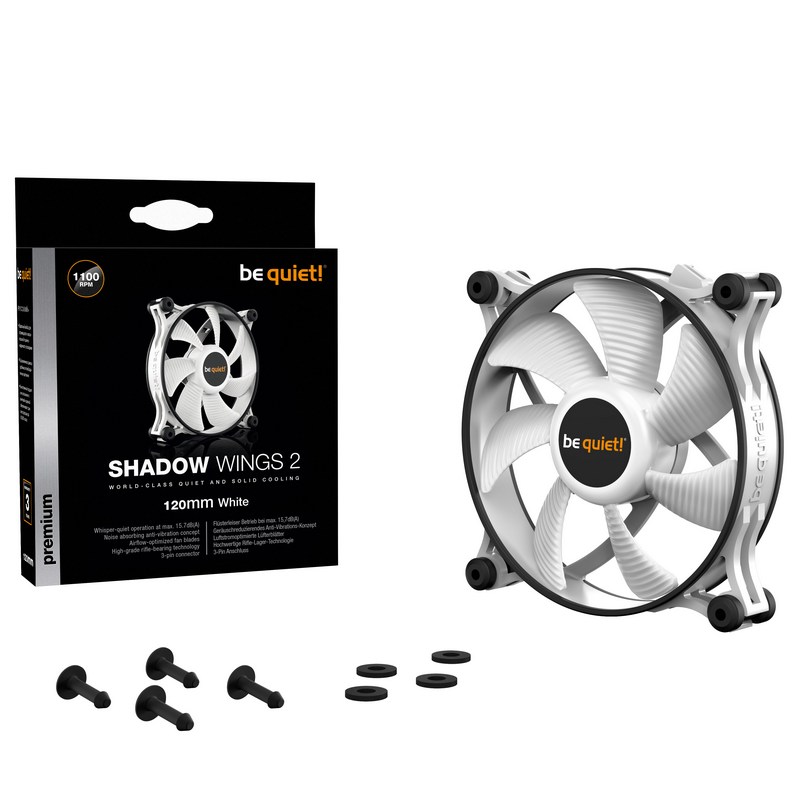 be quiet!
1100
RPM
be quiet!
be quiet!
SHADOW WINGS 2
WORLD-CLASS QUIET AND SOLID COOLING
120mm White
premium
Whisper-quiet operation at max. 15,7dB(A)
Noise absorbing anti-vibration concept
Airflow-optimized fan blades
High-grade rifle-bearing technology
3-pin connector
Flüsterleiser Betrieb bei max. 15,7dB(A)
Geräuschreduzierendes Anti-Vibrations-Konzept
Luftstromoptimierte Lüfterblätter
Hochwertige Rifle-Lager-Technologie
3-Pin Anschluss
3
120mm
be quiet!
be quiet!